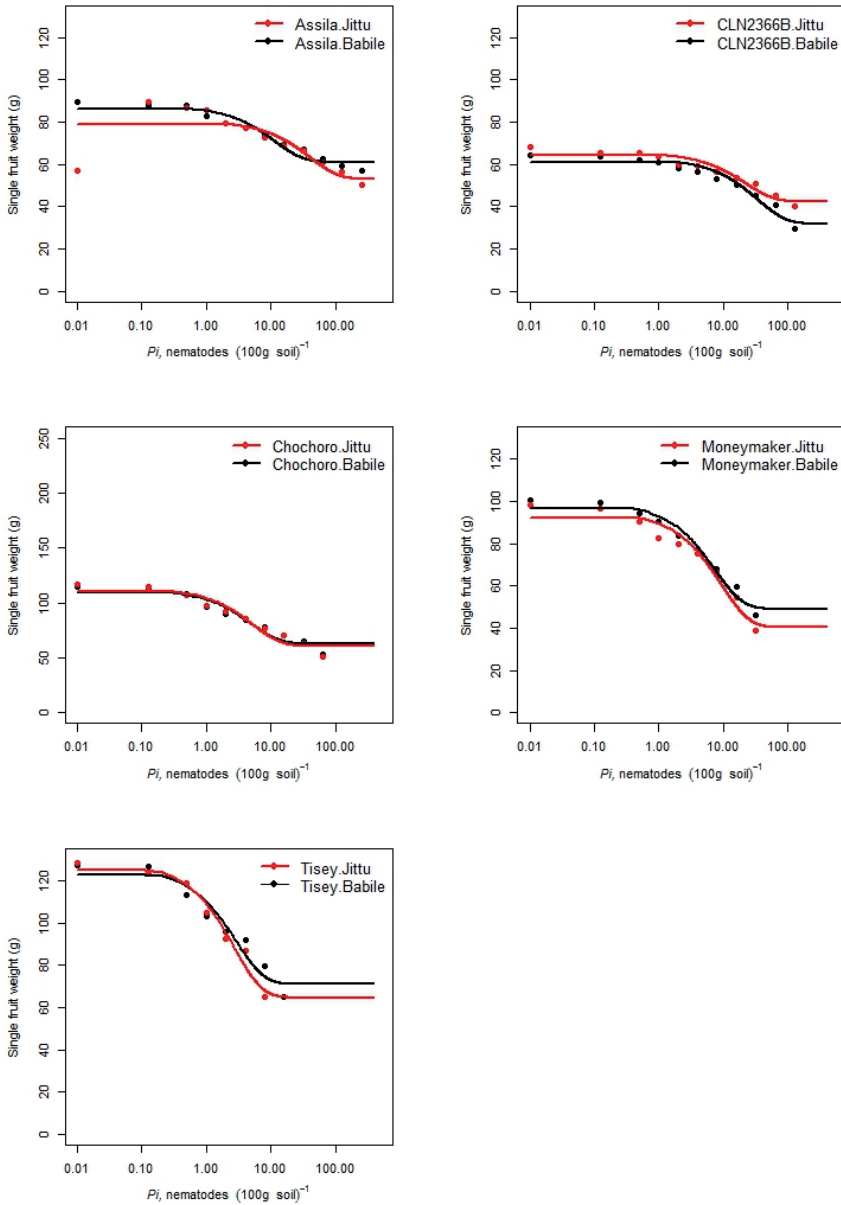 Assila.Jittu
Assila.Babile
Single fruit weight (g)
120
100
80
60
40
20
0
0.01 0.10 1.00 10.00 100.00
Pi, nematodes (100g soil)⁻¹
CLN2366B.Jittu
CLN2366B.Babile
Single fruit weight (g)
120
100
80
60
40
20
0
0.01 0.10 1.00 10.00 100.00
Pi, nematodes (100g soil)⁻¹
Chochoro.Jittu
Chochoro.Babile
Single fruit weight (g)
250
200
150
100
50
0
0.01 0.10 1.00 10.00 100.00
Pi, nematodes (100g soil)⁻¹
Moneymaker.Jittu
Moneymaker.Babile
Single fruit weight (g)
120
100
80
60
40
20
0
0.01 0.10 1.00 10.00 100.00
Pi, nematodes (100g soil)⁻¹
Tisey.Jittu
Tisey.Babile
Single fruit weight (g)
120
100
80
60
40
20
0
0.01 0.10 1.00 10.00 100.00
Pi, nematodes (100g soil)⁻¹